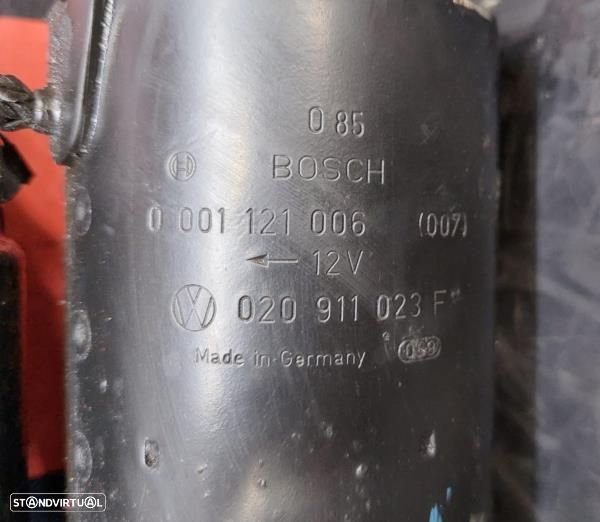 0 85
BOSCH
0 001 121 006 (007)
12V
020 911 023 F
Made in Germany
STANDVIRTUAL